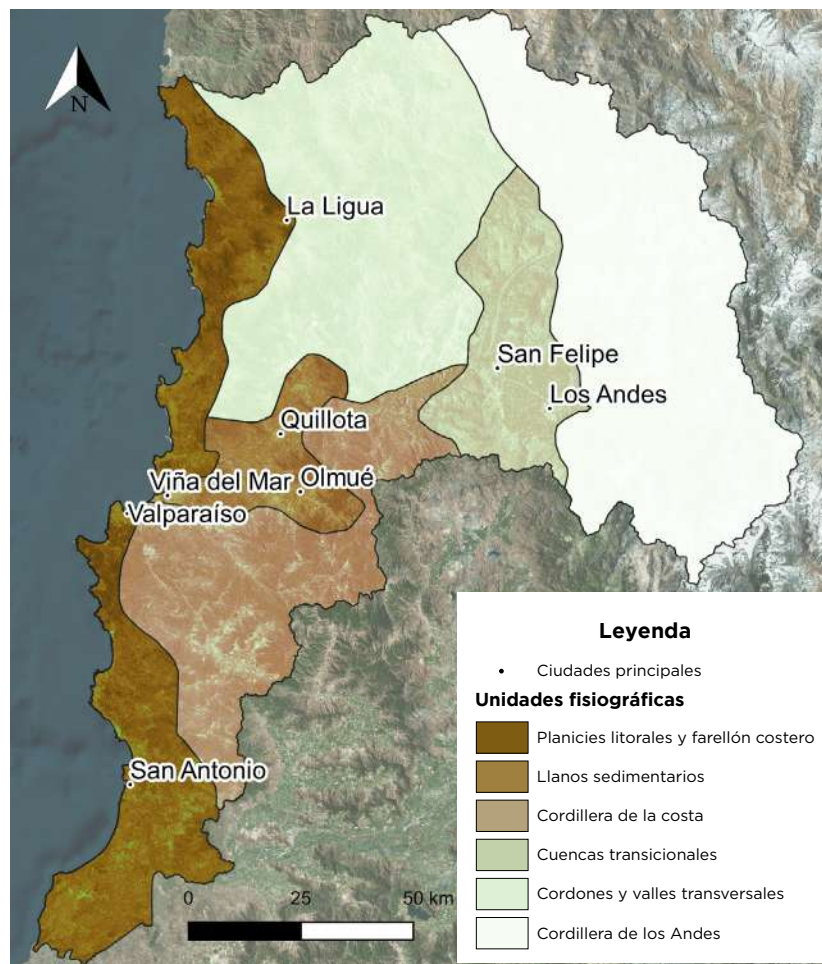 N
La Ligua
San Felipe
Los Andes
Quillota
Viña del Mar
Olmué
Valparaíso
San Antonio
0 25 50 km
Leyenda
Ciudades principales
Unidades fisiográficas
Planicies litorales y farellón costero
Llanos sedimentarios
Cordillera de la costa
Cuencas transicionales
Cordones y valles transversales
Cordillera de los Andes